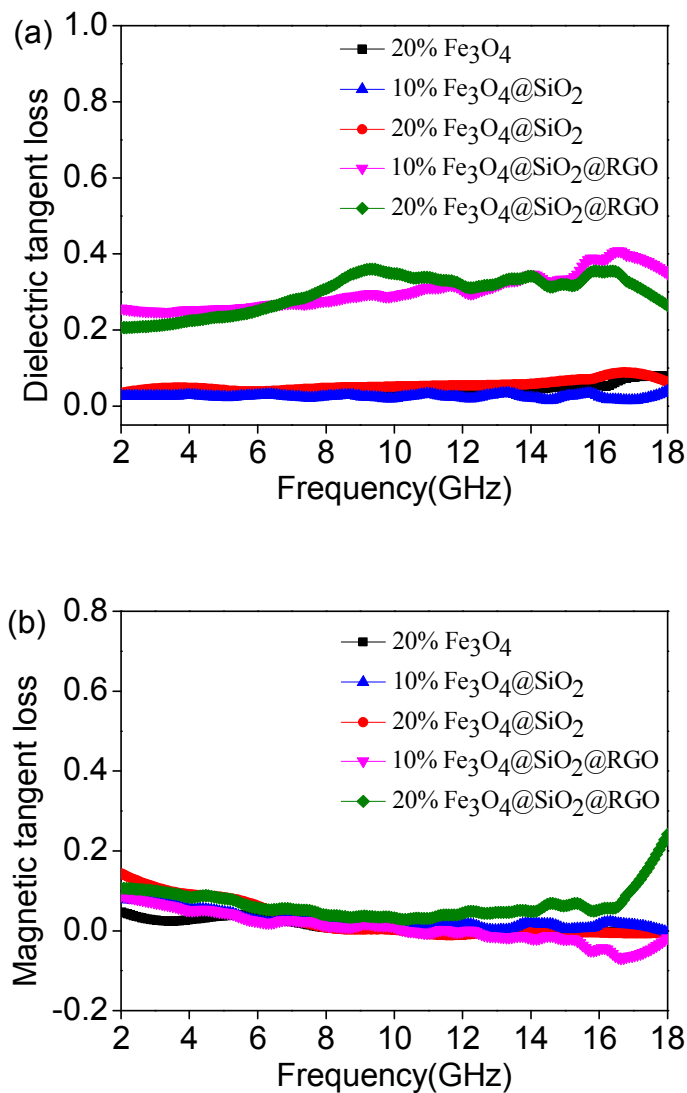 (a)
Dielectric tangent loss
1.0
0.8
0.6
0.4
0.2
0.0
20% Fe3O4
10% Fe3O4@SiO2
20% Fe3O4@SiO2
10% Fe3O4@SiO2@RGO
20% Fe3O4@SiO2@RGO
2 4 6 8 10 12 14 16 18
Frequency(GHz)
(b)
Magnetic tangent loss
0.8
0.6
0.4
0.2
0.0
-0.2
20% Fe3O4
10% Fe3O4@SiO2
20% Fe3O4@SiO2
10% Fe3O4@SiO2@RGO
20% Fe3O4@SiO2@RGO
2 4 6 8 10 12 14 16 18
Frequency(GHz)